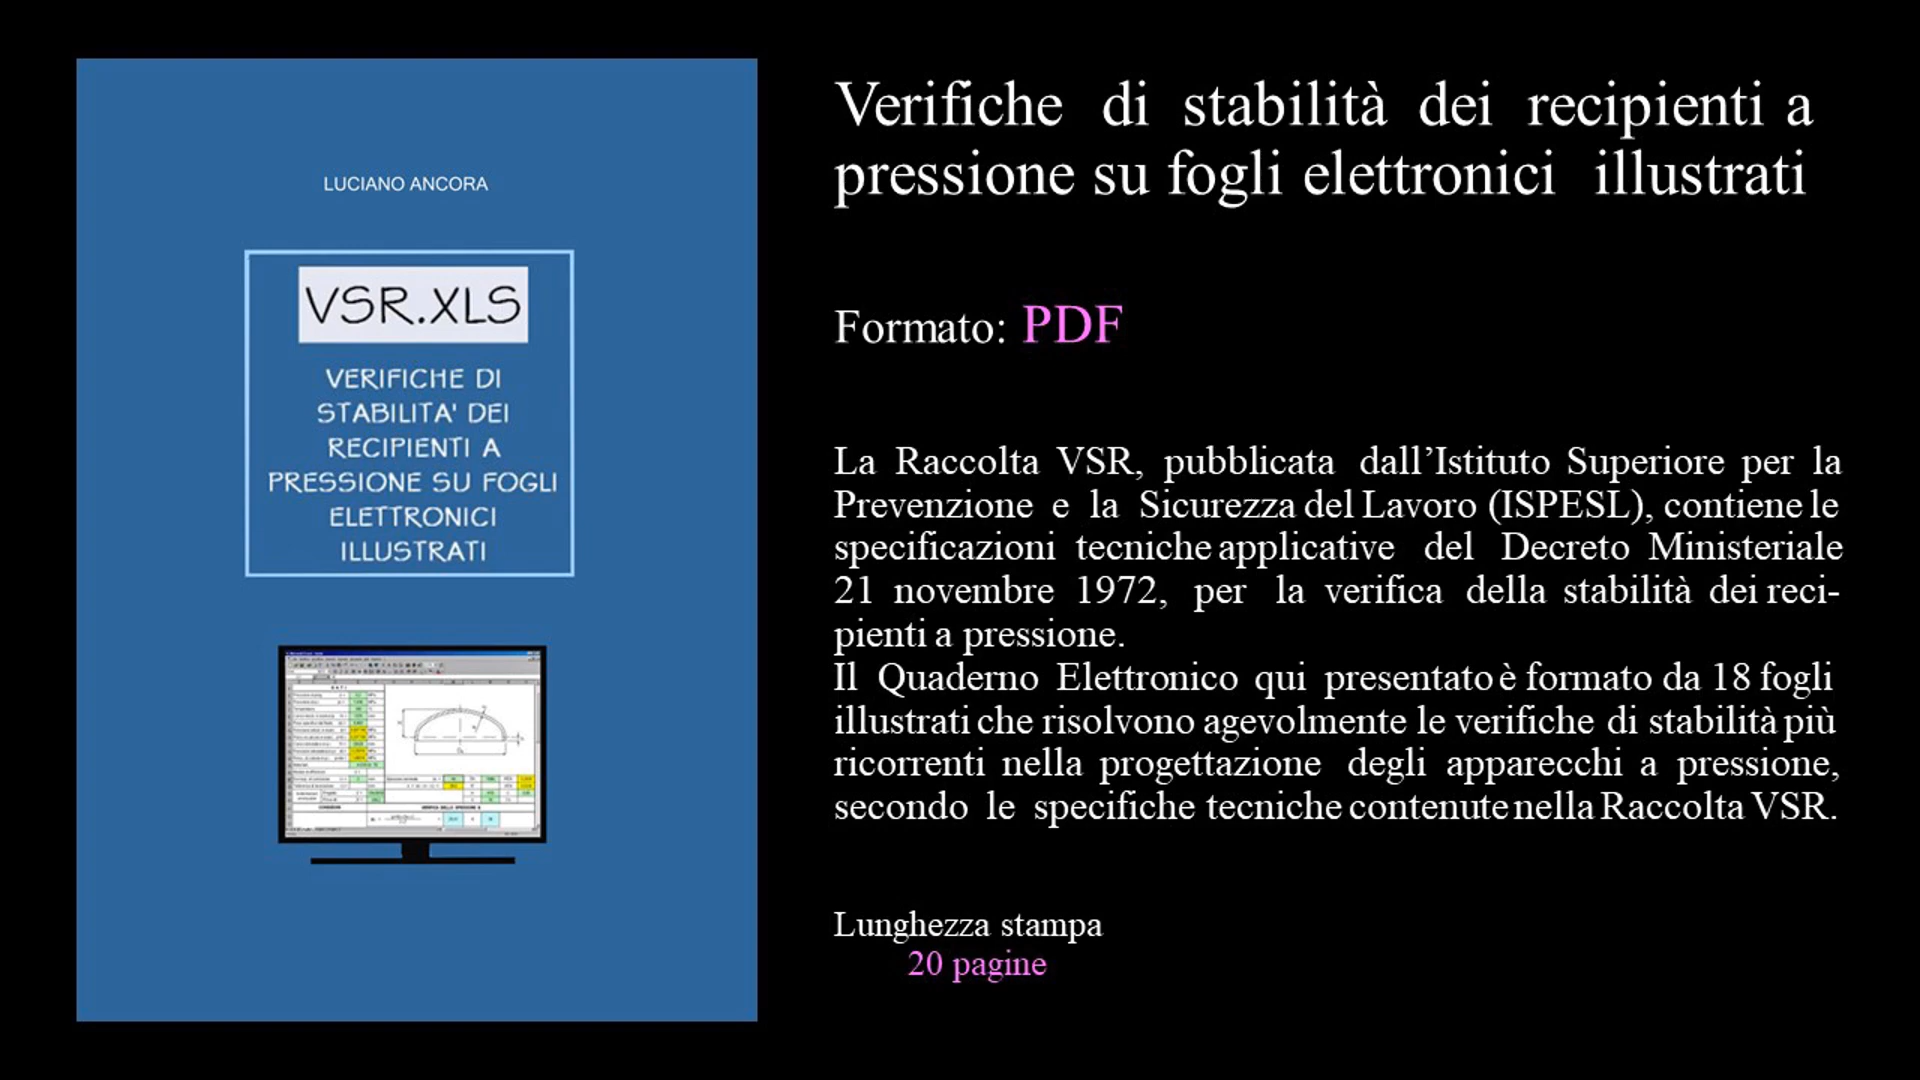 LUCIANO ANCORA
VSR.XLS
VERIFICHE DI
STABILITA' DEI
RECIPIENTI A
PRESSIONE SU FOGLI
ELETTRONICI
ILLUSTRATI
Verifiche di stabilità dei recipienti a
pressione su fogli elettronici illustrati
Formato: PDF
La Raccolta VSR, pubblicata dall’Istituto Superiore per la
Prevenzione e la Sicurezza del Lavoro (ISPESL), contiene le
specificazioni tecniche applicative del Decreto Ministeriale
21 novembre 1972, per la verifica della stabilità dei reci-
pienti a pressione.
Il Quaderno Elettronico qui presentato è formato da 18 fogli
illustrati che risolvono agevolmente le verifiche di stabilità più
ricorrenti nella progettazione degli apparecchi a pressione,
secondo le specifiche tecniche contenute nella Raccolta VSR.
Lunghezza stampa
20 pagine